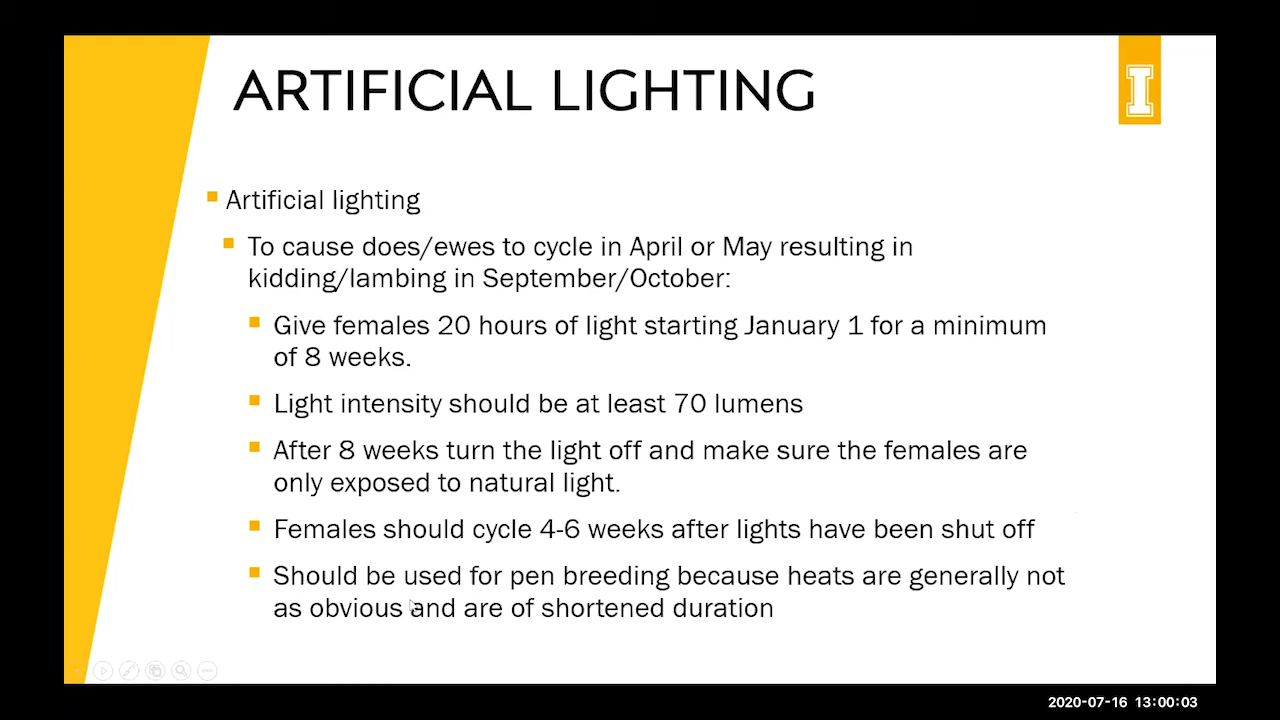 ARTIFICIAL LIGHTING
I
Artificial lighting
To cause does/ewes to cycle in April or May resulting in
kidding/lambing in September/October:
Give females 20 hours of light starting January 1 for a minimum
of 8 weeks.
Light intensity should be at least 70 lumens
After 8 weeks turn the light off and make sure the females are
only exposed to natural light.
Females should cycle 4-6 weeks after lights have been shut off
Should be used for pen breeding because heats are generally not
as obvious and are of shortened duration
2020-07-16 13:00:03